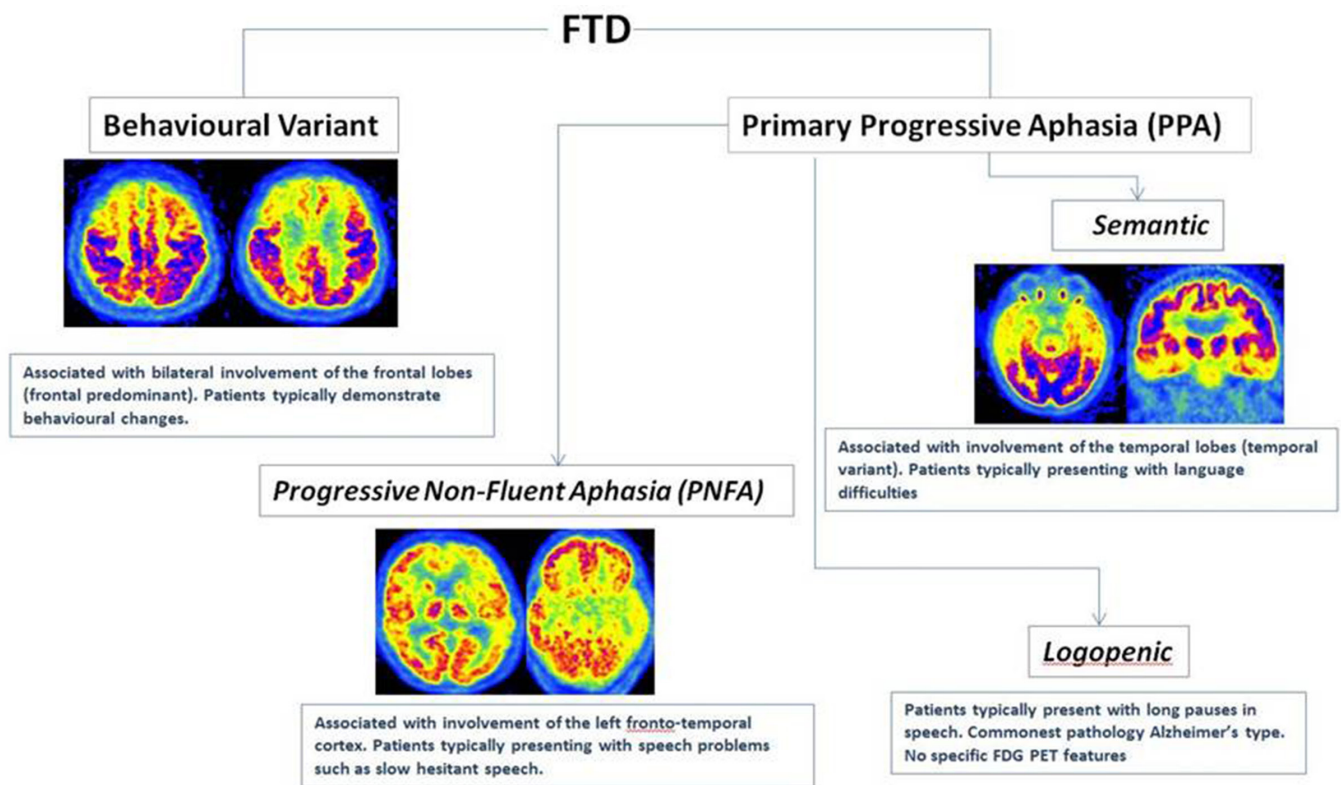 FTD
Behavioural Variant
Primary Progressive Aphasia (PPA)
Semantic
Associated with bilateral involvement of the frontal lobes
(frontal predominant). Patients typically demonstrate
behavioural changes.
Associated with involvement of the temporal lobes (temporal
variant). Patients typically presenting with language
difficulties
Progressive Non-Fluent Aphasia (PNFA)
Associated with involvement of the left fronto-temporal
cortex. Patients typically presenting with speech problems
such as slow hesitant speech.
Logopenic
Patients typically present with long pauses in
speech. Commonest pathology Alzheimer's type.
No specific FDG PET features